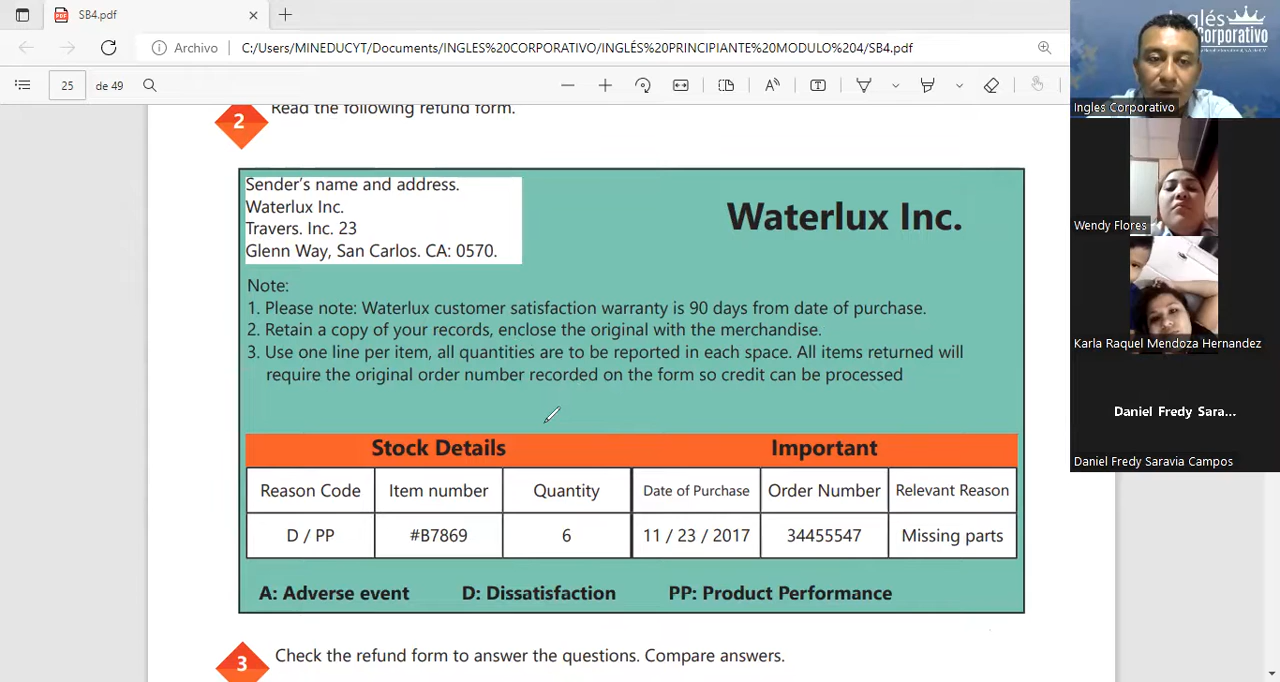 SB4.pdf
Archivo
C:/Users/MINEDUCYT/Documents/INGLES%20CORPORATIVO/INGLÉS%20PRINCIPIANTE%20MODULO%204/SB4.pdf
25 de 49
2 Read the following refund form.
Sender's name and address.
Waterlux Inc.
Travers. Inc. 23
Glenn Way, San Carlos. CA: 0570.
Waterlux Inc.
Note:
1. Please note: Waterlux customer satisfaction warranty is 90 days from date of purchase.
2. Retain a copy of your records, enclose the original with the merchandise.
3. Use one line per item, all quantities are to be reported in each space. All items returned will
require the original order number recorded on the form so credit can be processed
Stock Details Important
Reason Code Item number Quantity Date of Purchase Order Number Relevant Reason
D / PP #B7869 6 11 / 23 / 2017 34455547 Missing parts
A: Adverse event D: Dissatisfaction PP: Product Performance
3 Check the refund form to answer the questions. Compare answers.
Inglés
Corporativo
Ingles Corporativo
Wendy Flores
Karla Raquel Mendoza Hernandez
Daniel Fredy Sara...
Daniel Fredy Saravia Campos